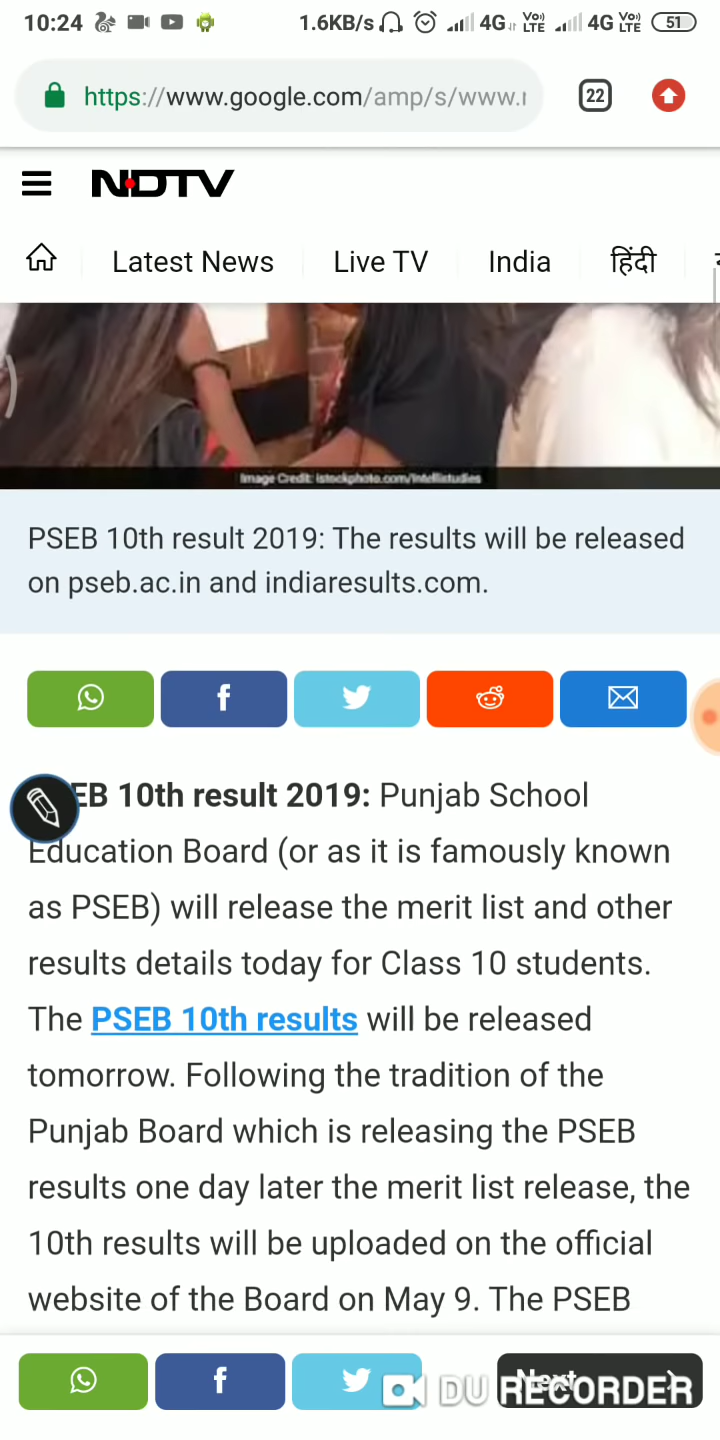 10:24 1.6KB/s 4G VoLTE 4G VoLTE 51
https://www.google.com/amp/s/www. 22
NDTV
Latest News Live TV India हिंदी
Image Credit: istockphoto.com/Intellistudies
PSEB 10th result 2019: The results will be released
on pseb.ac.in and indiaresults.com.
EB 10th result 2019: Punjab School
Education Board (or as it is famously known
as PSEB) will release the merit list and other
results details today for Class 10 students.
The PSEB 10th results will be released
tomorrow. Following the tradition of the
Punjab Board which is releasing the PSEB
results one day later the merit list release, the
10th results will be uploaded on the official
website of the Board on May 9. The PSEB
Next
DU RECORDER